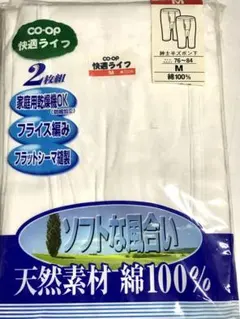 co·op
快適ライフ
2枚組
家庭用乾燥機OK
フライス編み
フラットシーマ縫製
co·op
快適ライフ
M
M
紳士半ズボン下
76~84
M
綿100%
ソフトな風合い
天然素材 綿100%